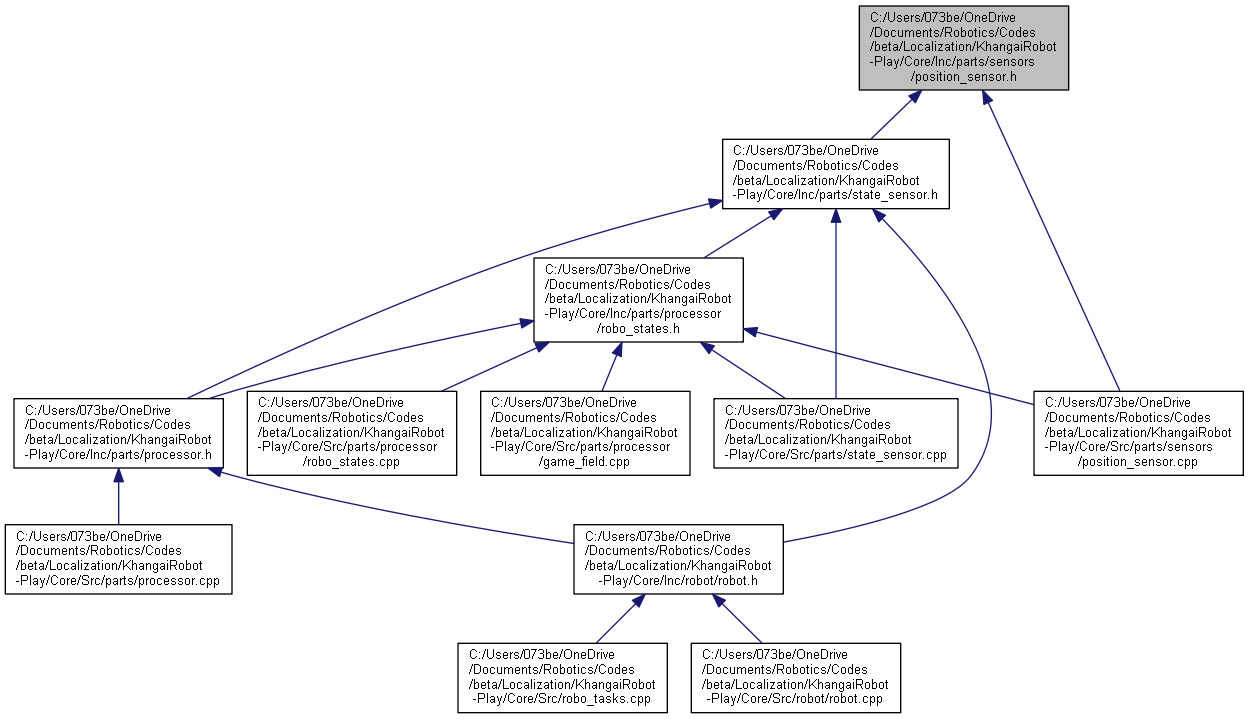 C:/Users/073be/OneDrive
/Documents/Robotics/Codes
/beta/Localization/KhangaiRobot
-Play/Core/Inc/parts/sensors
/position_sensor.h
C:/Users/073be/OneDrive
/Documents/Robotics/Codes
/beta/Localization/KhangaiRobot
-Play/Core/Inc/parts/state_sensor.h
C:/Users/073be/OneDrive
/Documents/Robotics/Codes
/beta/Localization/KhangaiRobot
-Play/Core/Inc/parts/processor
/robo_states.h
C:/Users/073be/OneDrive
/Documents/Robotics/Codes
/beta/Localization/KhangaiRobot
-Play/Core/Inc/parts/processor.h
C:/Users/073be/OneDrive
/Documents/Robotics/Codes
/beta/Localization/KhangaiRobot
-Play/Core/Src/parts/processor
/robo_states.cpp
C:/Users/073be/OneDrive
/Documents/Robotics/Codes
/beta/Localization/KhangaiRobot
-Play/Core/Src/parts/processor
/game_field.cpp
C:/Users/073be/OneDrive
/Documents/Robotics/Codes
/beta/Localization/KhangaiRobot
-Play/Core/Src/parts/state_sensor.cpp
C:/Users/073be/OneDrive
/Documents/Robotics/Codes
/beta/Localization/KhangaiRobot
-Play/Core/Src/parts/sensors
/position_sensor.cpp
C:/Users/073be/OneDrive
/Documents/Robotics/Codes
/beta/Localization/KhangaiRobot
-Play/Core/Src/parts/processor.cpp
C:/Users/073be/OneDrive
/Documents/Robotics/Codes
/beta/Localization/KhangaiRobot
-Play/Core/Inc/robot/robot.h
C:/Users/073be/OneDrive
/Documents/Robotics/Codes
/beta/Localization/KhangaiRobot
-Play/Core/Src/robo_tasks.cpp
C:/Users/073be/OneDrive
/Documents/Robotics/Codes
/beta/Localization/KhangaiRobot
-Play/Core/Src/robot/robot.cpp